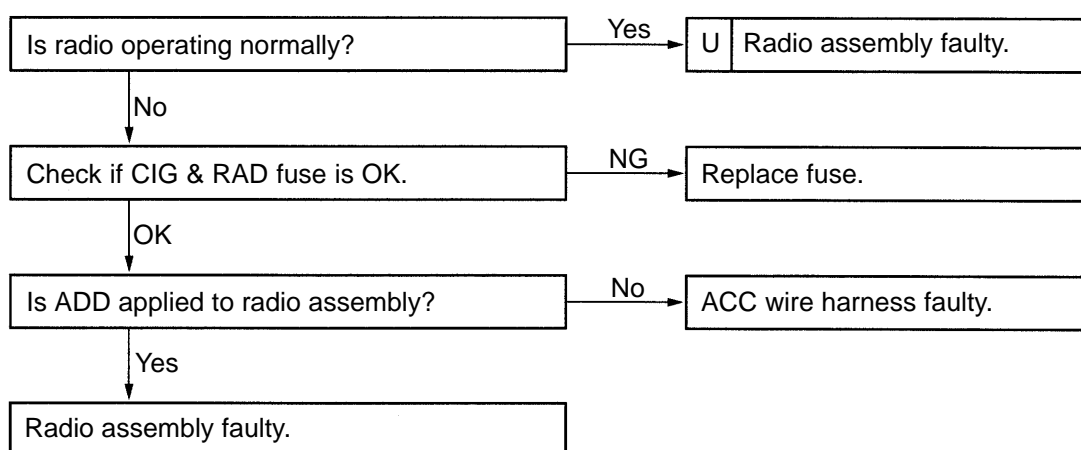 Is radio operating normally?
Yes
U
Radio assembly faulty.
No
Check if CIG & RAD fuse is OK.
NG
Replace fuse.
OK
Is ADD applied to radio assembly?
No
ACC wire harness faulty.
Yes
Radio assembly faulty.